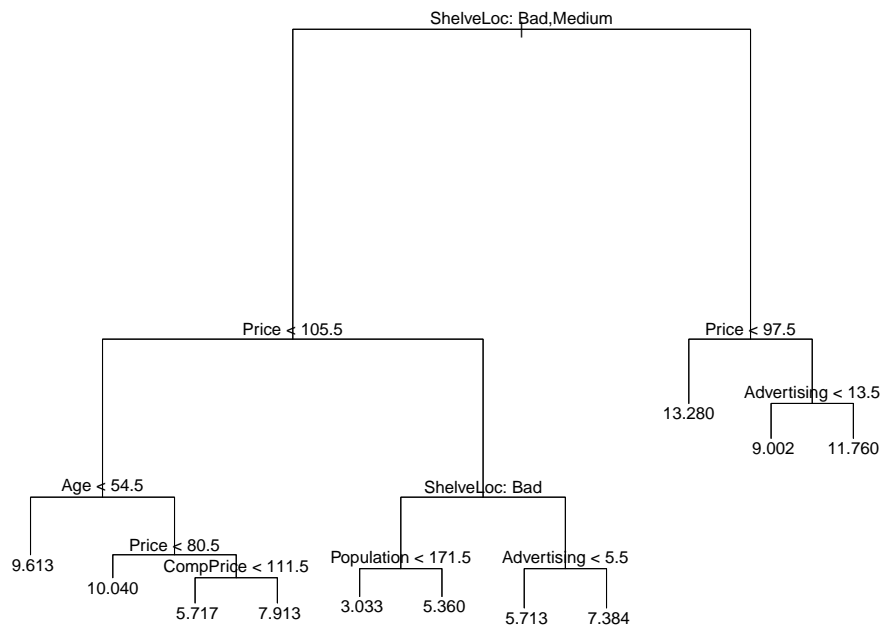 ShelveLoc: Bad,Medium
Price < 105.5
Price < 97.5
Advertising < 13.5
13.280
9.002
11.760
Age < 54.5
ShelveLoc: Bad
Price < 80.5
Population < 171.5
Advertising < 5.5
9.613
CompPrice < 111.5
10.040
5.717
7.913
3.033
5.360
5.713
7.384